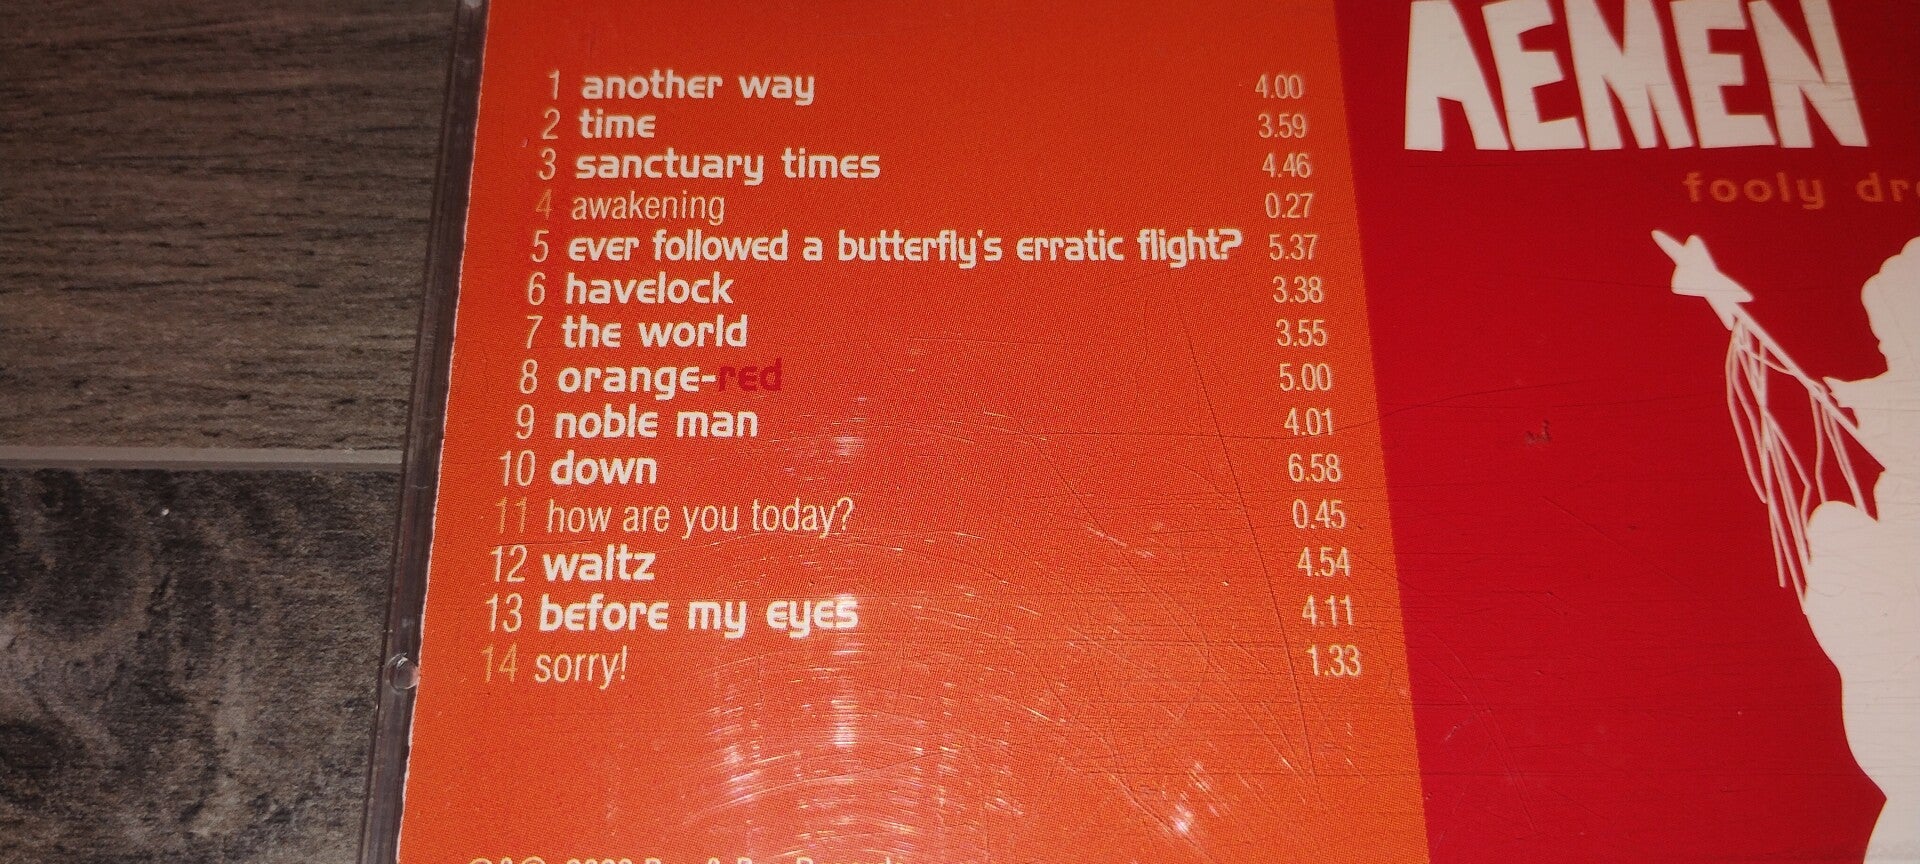 1 another way 4.00
2 time 3.59
3 sanctuary times 4.46
4 awakening 0.27
5 ever followed a butterfly's erratic flight? 5.37
6 havelock 3.38
7 the world 3.55
8 orange-red 5.00
9 noble man 4.01
10 down 6.58
11 how are you today? 0.45
12 waltz 4.54
13 before my eyes 4.11
14 sorry! 1.33
AEMEN
fooly